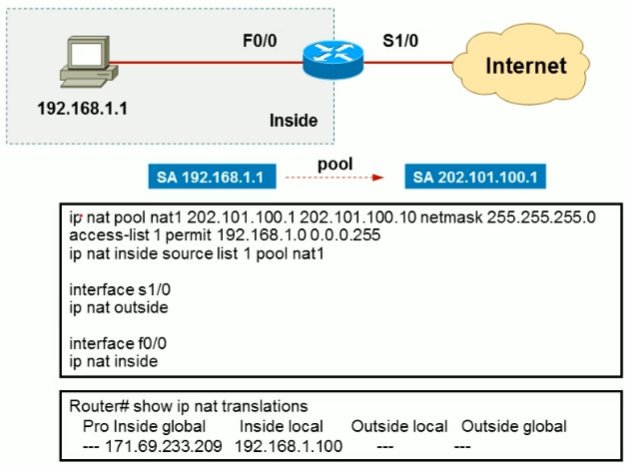 F0/0
S1/0
Internet
192.168.1.1
Inside
SA 192.168.1.1
pool
SA 202.101.100.1
ip nat pool nat1 202.101.100.1 202.101.100.10 netmask 255.255.255.0
access-list 1 permit 192.168.1.0 0.0.0.255
ip nat inside source list 1 pool nat1
interface s1/0
ip nat outside
interface f0/0
ip nat inside
Router# show ip nat translations
Pro Inside global Inside local Outside local Outside global
--- 171.69.233.209 192.168.1.100 --- ---